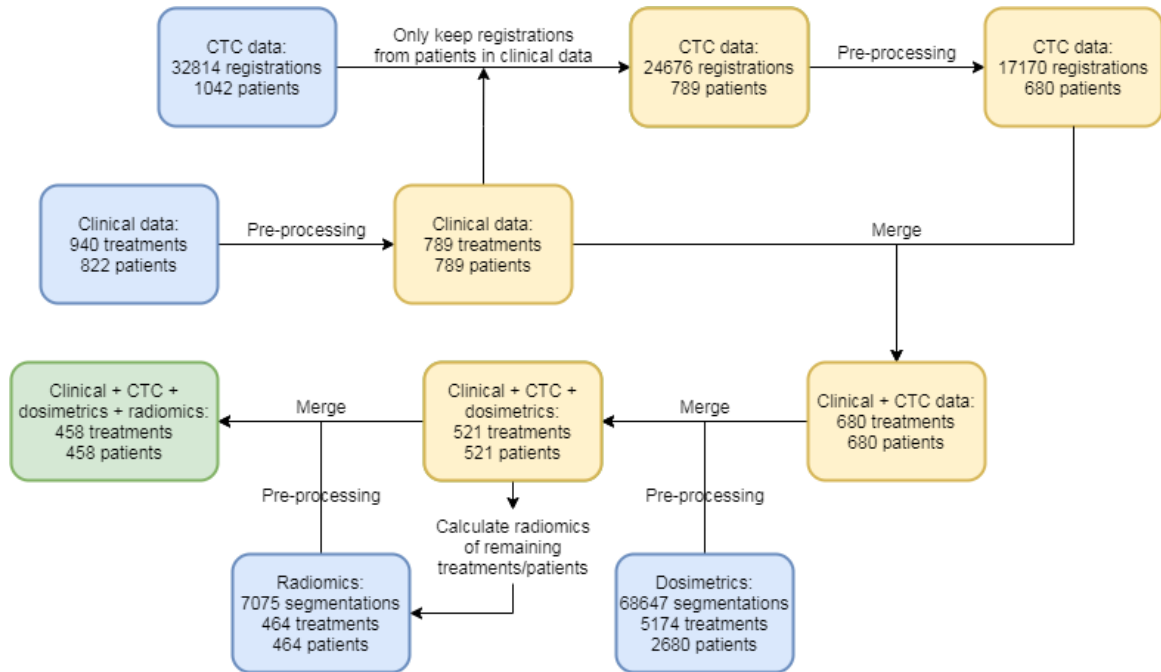 CTC data:
32814 registrations
1042 patients
Only keep registrations
from patients in clinical data
CTC data:
24676 registrations
789 patients
Pre-processing
CTC data:
17170 registrations
680 patients
Clinical data:
940 treatments
822 patients
Pre-processing
Clinical data:
789 treatments
789 patients
Merge
Clinical + CTC +
dosimetrics + radiomics:
458 treatments
458 patients
Merge
Clinical + CTC +
dosimetrics:
521 treatments
521 patients
Merge
Clinical + CTC data:
680 treatments
680 patients
Pre-processing
Calculate radiomics
of remaining
treatments/patients
Pre-processing
Radiomics:
7075 segmentations
464 treatments
464 patients
Dosimetrics:
68647 segmentations
5174 treatments
2680 patients